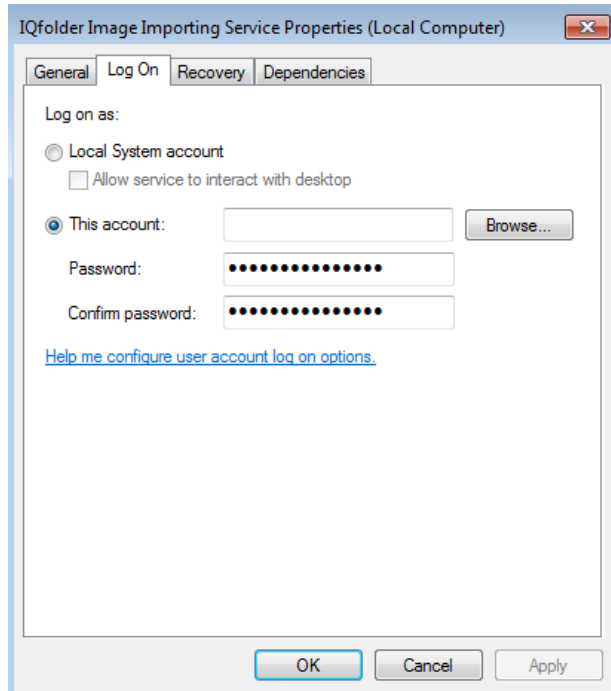 IQfolder Image Importing Service Properties (Local Computer)
General Log On Recovery Dependencies
Log on as:
Local System account
Allow service to interact with desktop
This account: Browse...
Password: •••••••••••••••
Confirm password: •••••••••••••••
Help me configure user account log on options.
OK Cancel Apply